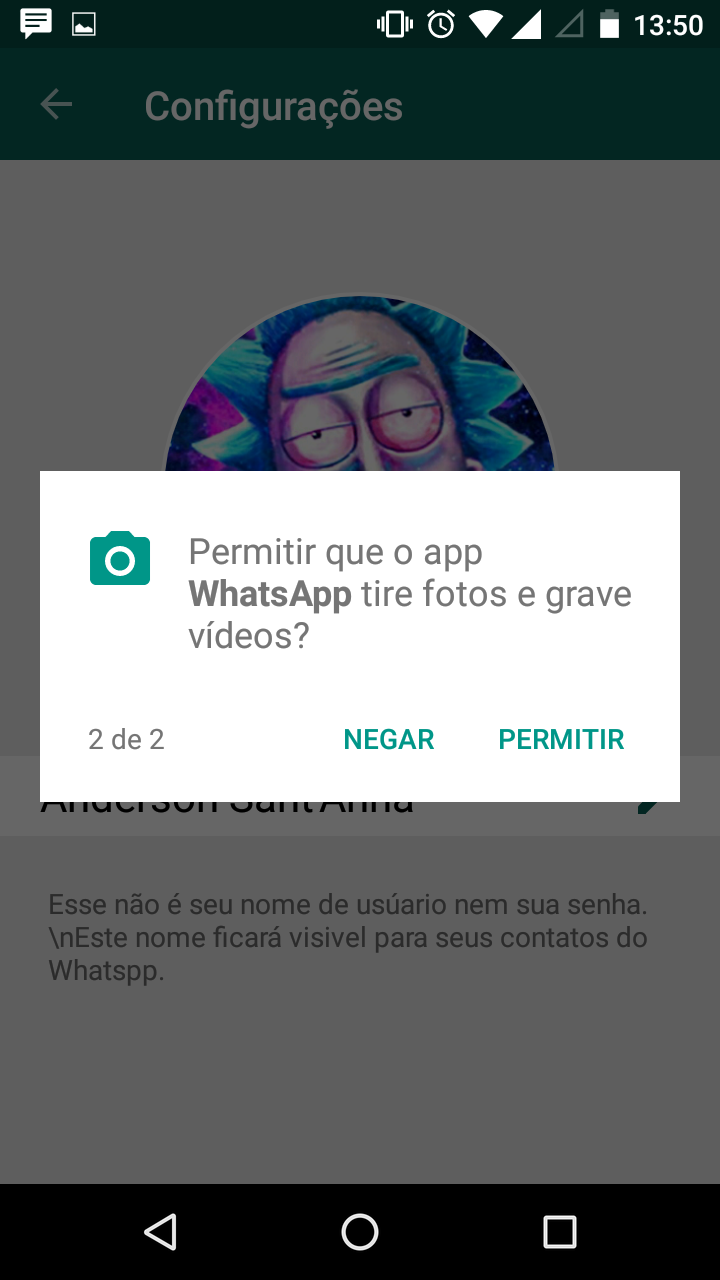 13:50
Configurações
Permitir que o app
WhatsApp tire fotos e grave
vídeos?
2 de 2
NEGAR
PERMITIR
Anderson Sant'Anna
Esse não é seu nome de usúario nem sua senha.
\nEste nome ficará visivel para seus contatos do
Whatspp.